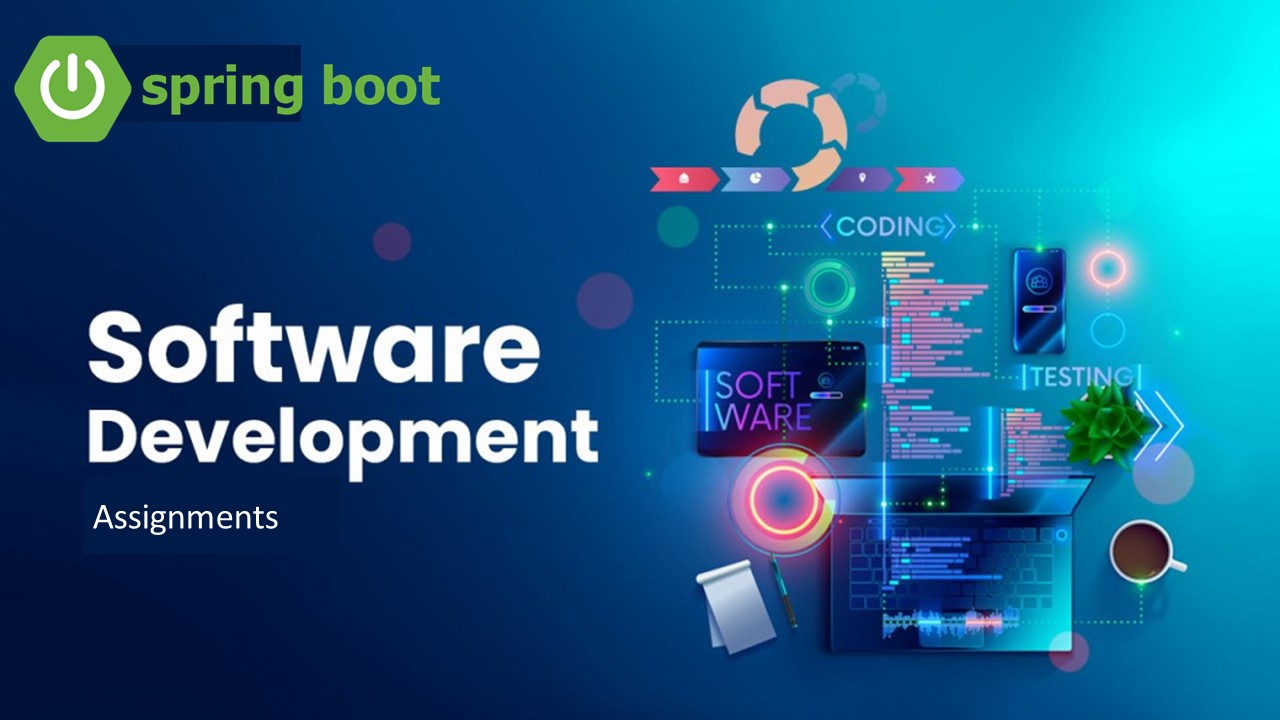 spring boot
Software
Development
Assignments
CODING
TESTING
SOFT
WARE